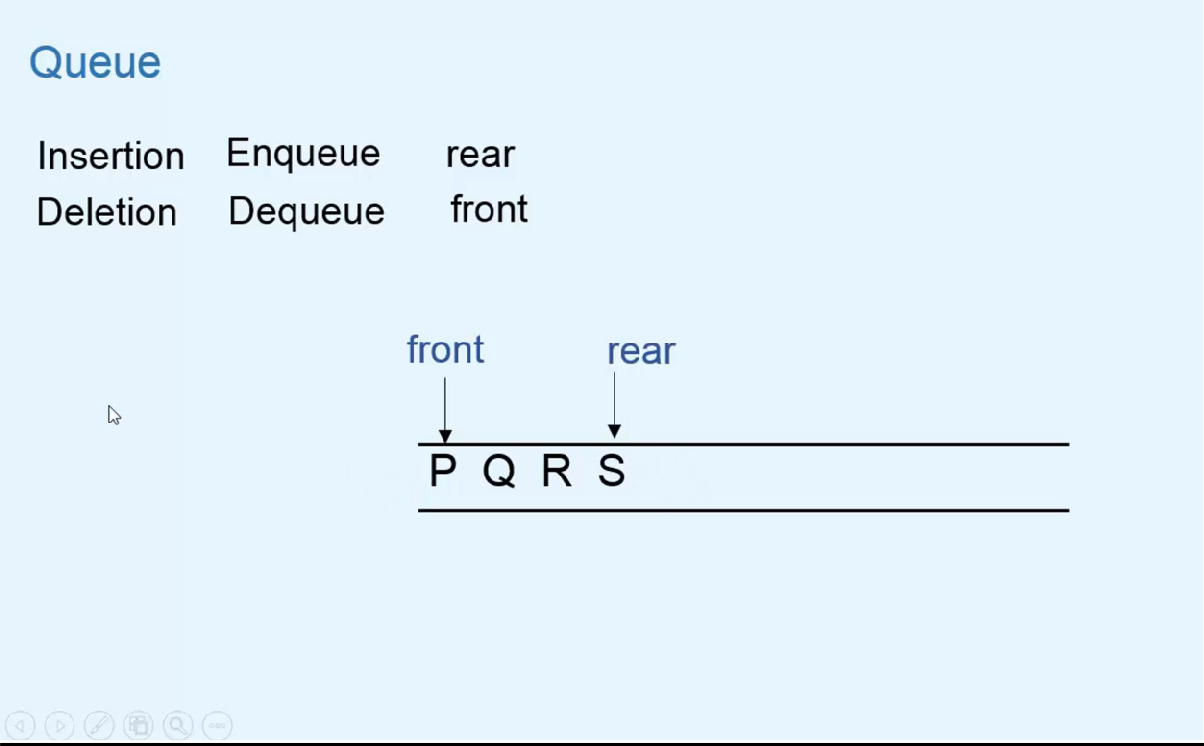 Queue
Insertion Enqueue rear
Deletion Dequeue front
front rear
P Q R S